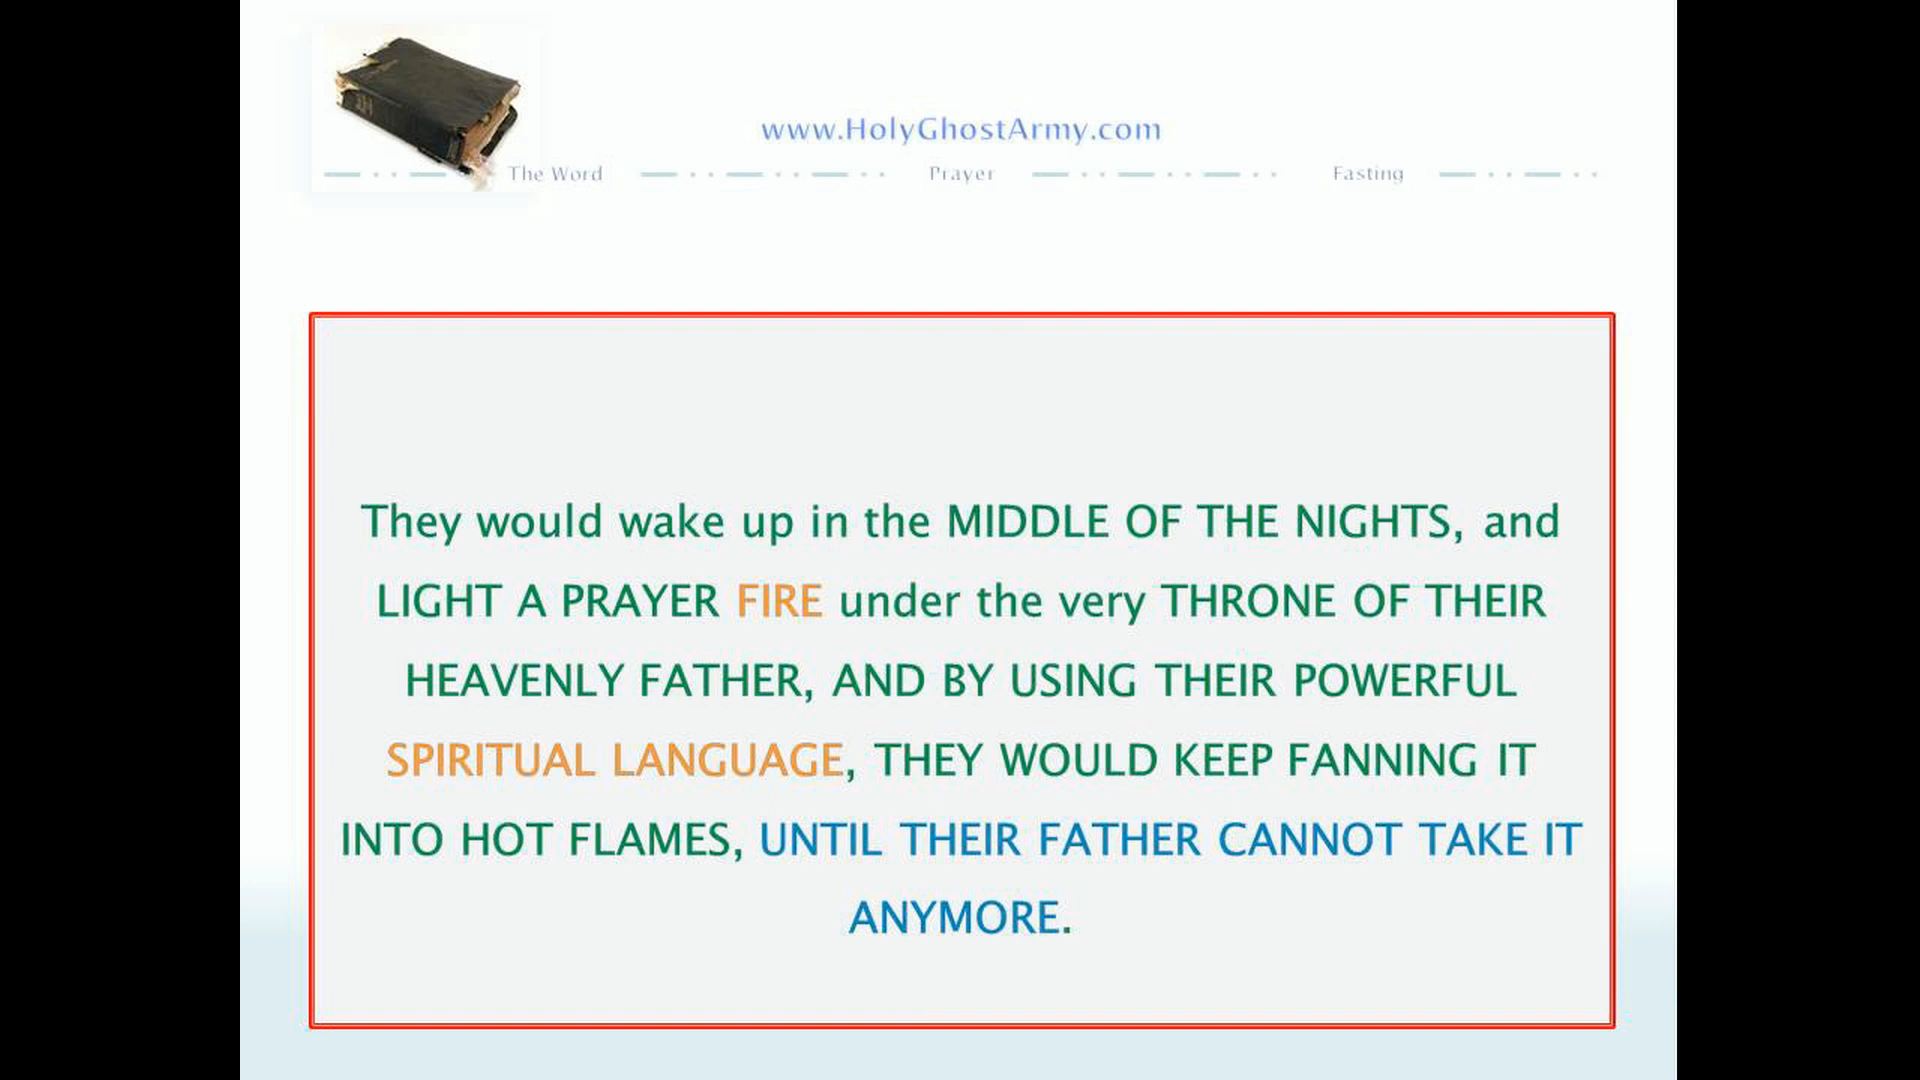 www.HolyGhostArmy.com
The Word Prayer Fasting
They would wake up in the MIDDLE OF THE NIGHTS, and
LIGHT A PRAYER FIRE under the very THRONE OF THEIR
HEAVENLY FATHER, AND BY USING THEIR POWERFUL
SPIRITUAL LANGUAGE, THEY WOULD KEEP FANNING IT
INTO HOT FLAMES, UNTIL THEIR FATHER CANNOT TAKE IT
ANYMORE.